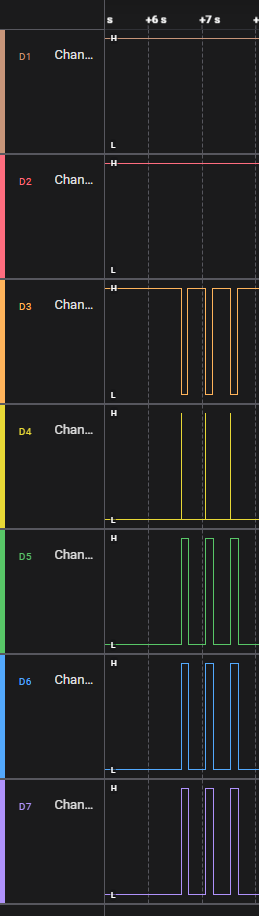 s +6 s +7 s +
D1 Chan...
H
L
D2 Chan...
H
L
D3 Chan...
H
L
D4 Chan...
H
L
D5 Chan...
H
L
D6 Chan...
H
L
D7 Chan...
H
L